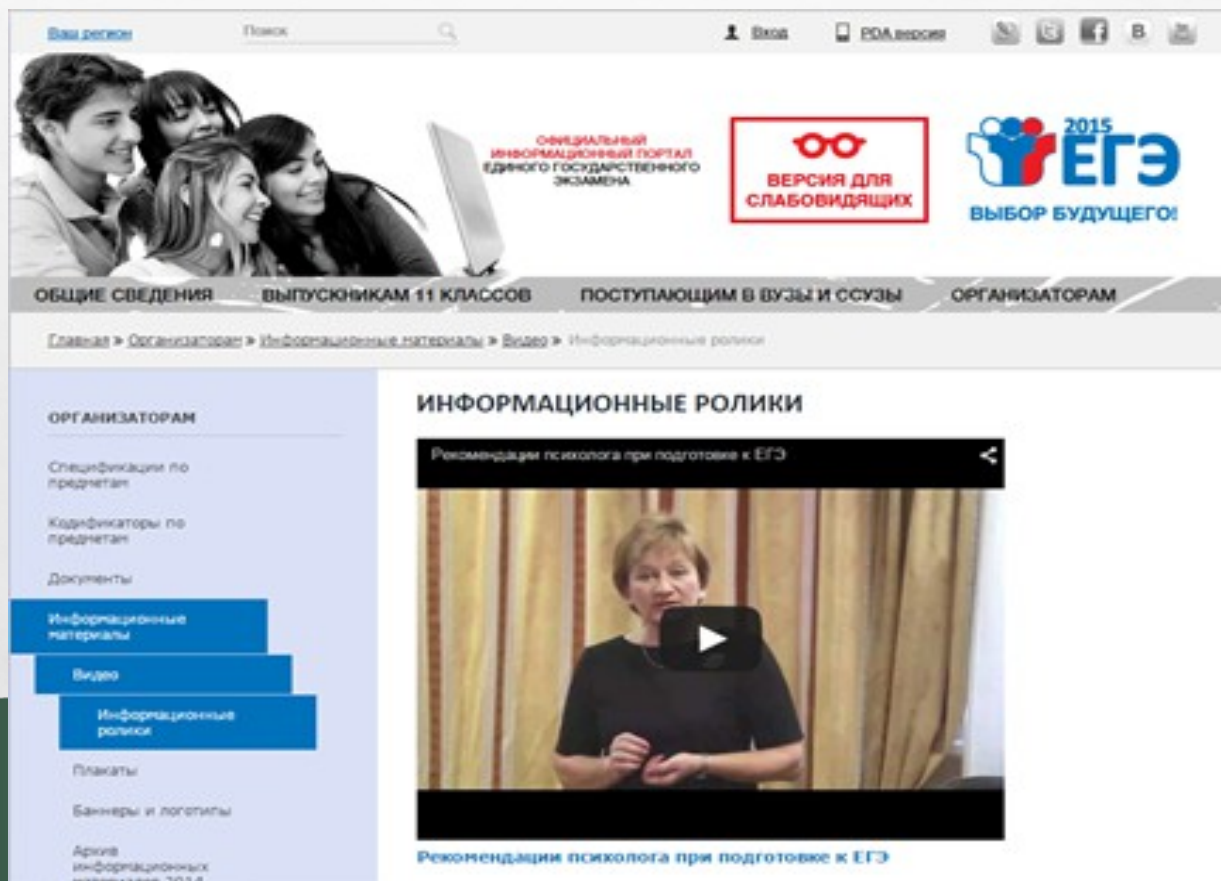 Ваш регион
Поиск
Вход
PDA версия
ОФИЦИАЛЬНЫЙ
ИНФОРМАЦИОННЫЙ ПОРТАЛ
ЕДИНОГО ГОСУДАРСТВЕННОГО
ЭКЗАМЕНА
ВЕРСИЯ ДЛЯ
СЛАБОВИДЯЩИХ
2015
ЕГЭ
ВЫБОР БУДУЩЕГО!
ОБЩИЕ СВЕДЕНИЯ
ВЫПУСКНИКАМ 11 КЛАССОВ
ПОСТУПАЮЩИМ В ВУЗЫ И ССУЗЫ
ОРГАНИЗАТОРАМ
Главная » Организаторам » Информационные материалы » Видео » Информационные ролики
ОРГАНИЗАТОРАМ
Спецификации по
предметам
Кодификаторы по
предметам
Документы
Информационные
материалы
Видео
Информационные
ролики
Плакаты
Баннеры и логотипы
Архив
информационных
материалов 2014
ИНФОРМАЦИОННЫЕ РОЛИКИ
Рекомендации психолога при подготовке к ЕГЭ
Рекомендации психолога при подготовке к ЕГЭ